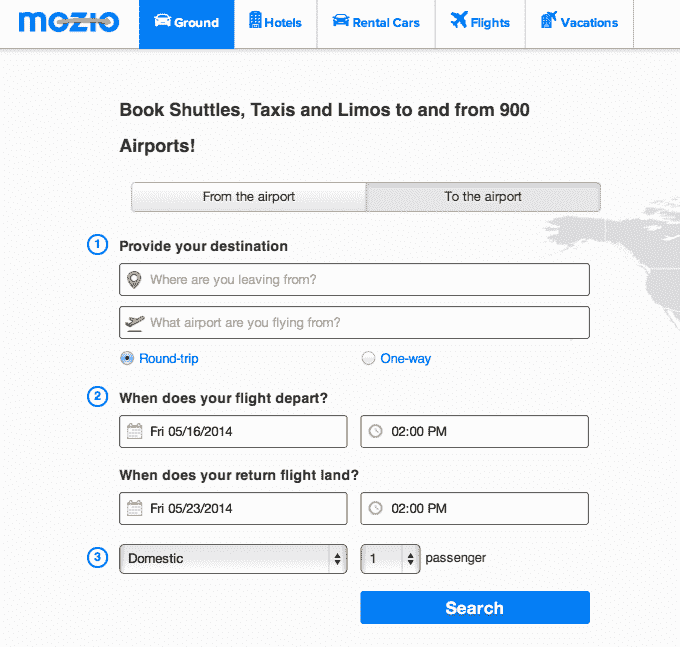 mozio
Ground
Hotels
Rental Cars
Flights
Vacations
Book Shuttles, Taxis and Limos to and from 900
Airports!
From the airport
To the airport
1 Provide your destination
Where are you leaving from?
What airport are you flying from?
Round-trip
One-way
2 When does your flight depart?
Fri 05/16/2014
02:00 PM
When does your return flight land?
Fri 05/23/2014
02:00 PM
3 Domestic
1 passenger
Search